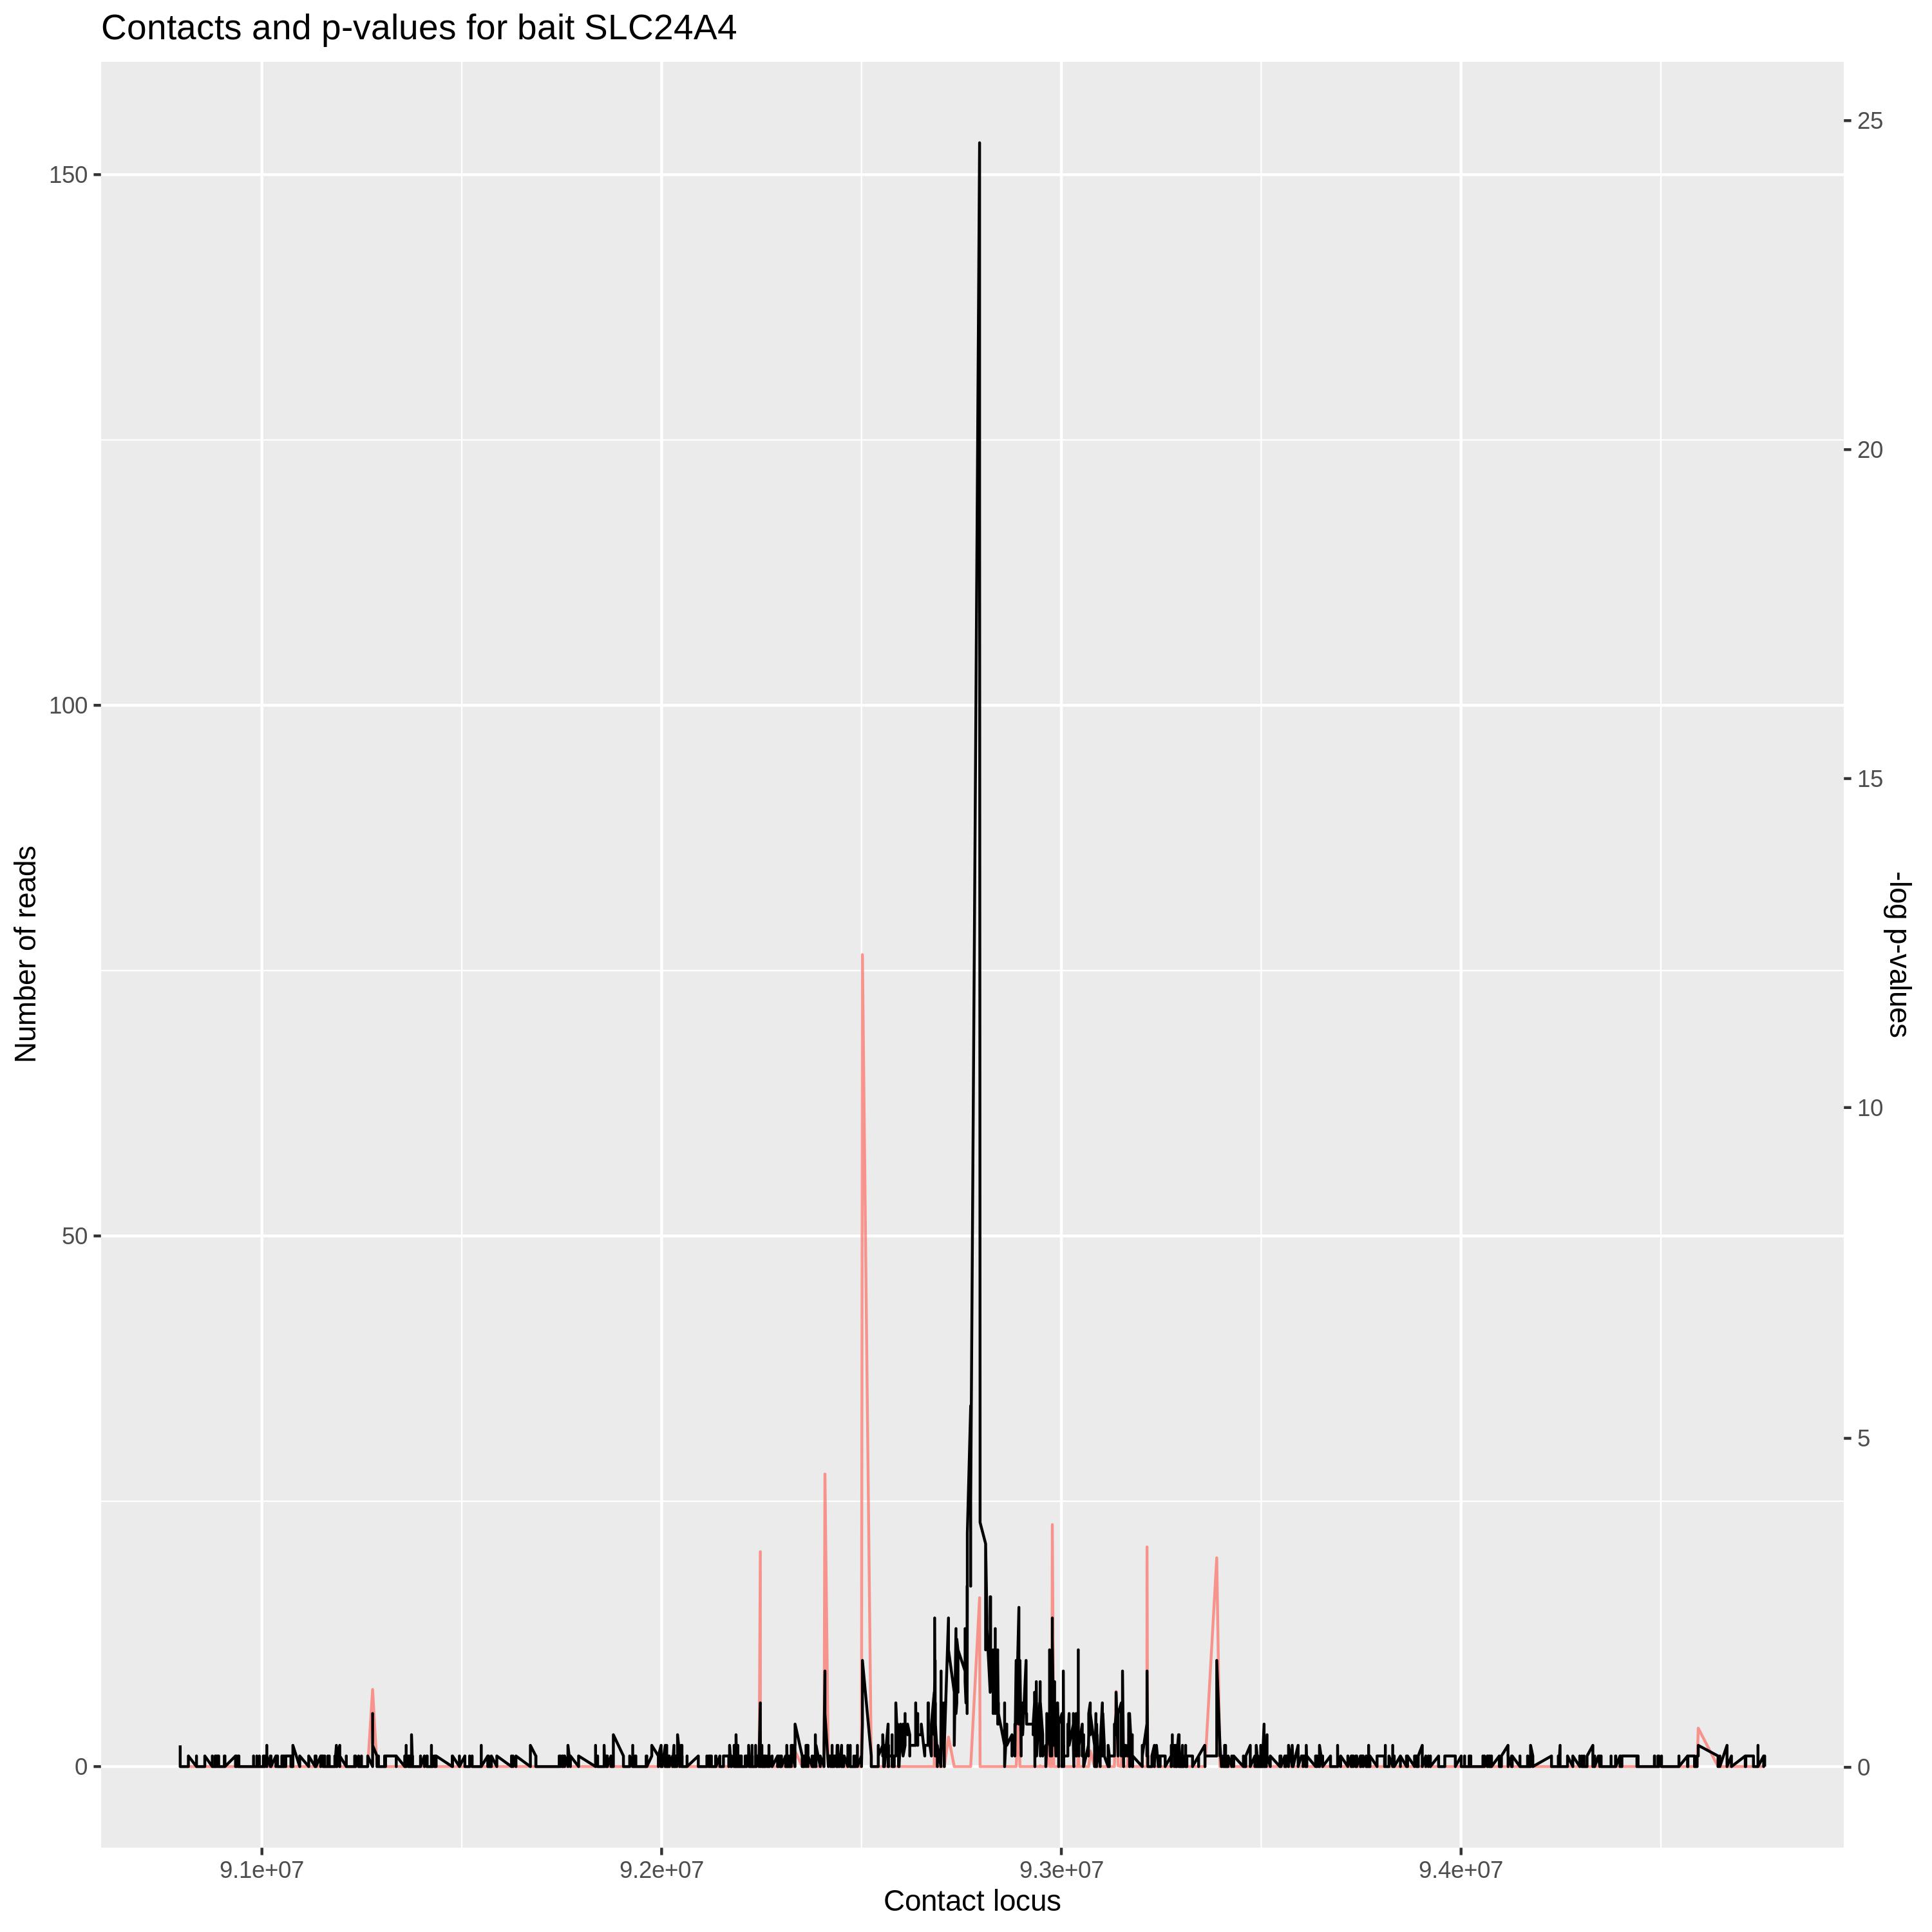 Contacts and p-values for bait SLC24A4
150
100
50
0
Number of reads
25
20
15
10
5
0
-log p-values
9.1e+07
9.2e+07
9.3e+07
9.4e+07
Contact locus